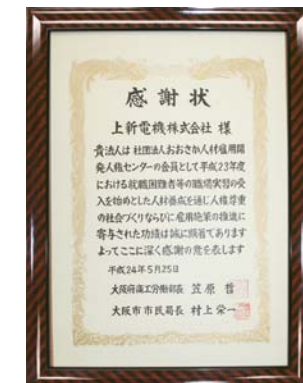 感謝状
上新電機株式会社 様
貴法人は 社団法人おおさか人材雇用開
発人権センターの会員として平成23年度
における就職困難者等の職場実習の受
入を始めとした人材養成を通じ人権尊重
の社会づくりならびに雇用施策の推進に
寄与された功績は誠に顕著であります
よってここに深く感謝の意を表します
平成24年5月25日
大阪府商工労働部長 笠原 哲
大阪市市民局長 村上 栄一